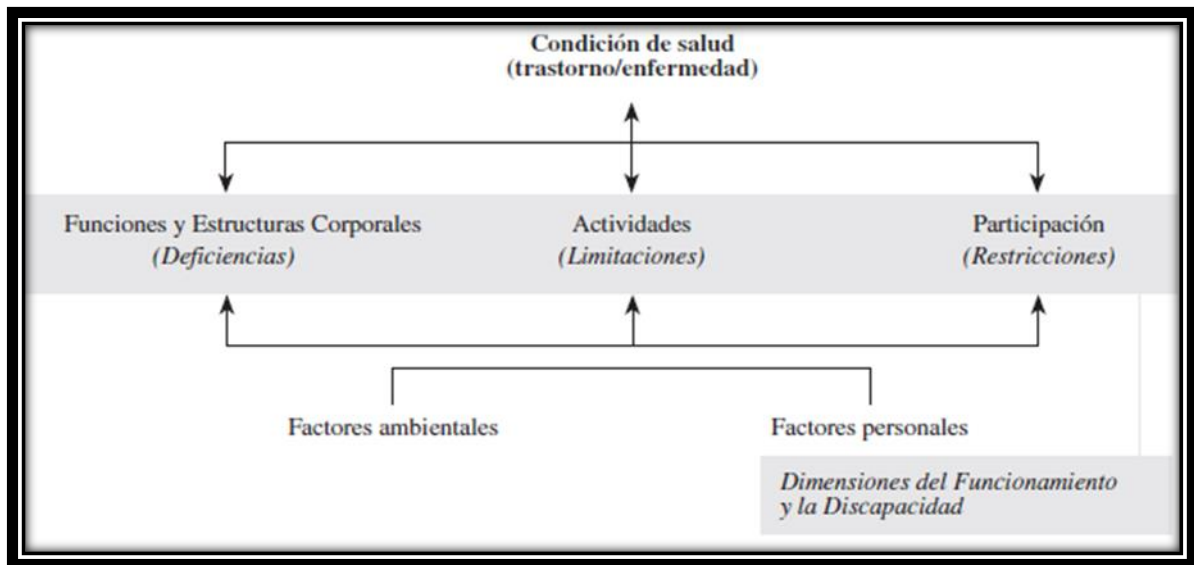 Condición de salud
(trastorno/enfermedad)
Funciones y Estructuras Corporales
(Deficiencias)
Actividades
(Limitaciones)
Participación
(Restricciones)
Factores ambientales
Factores personales
Dimensiones del Funcionamiento
y la Discapacidad